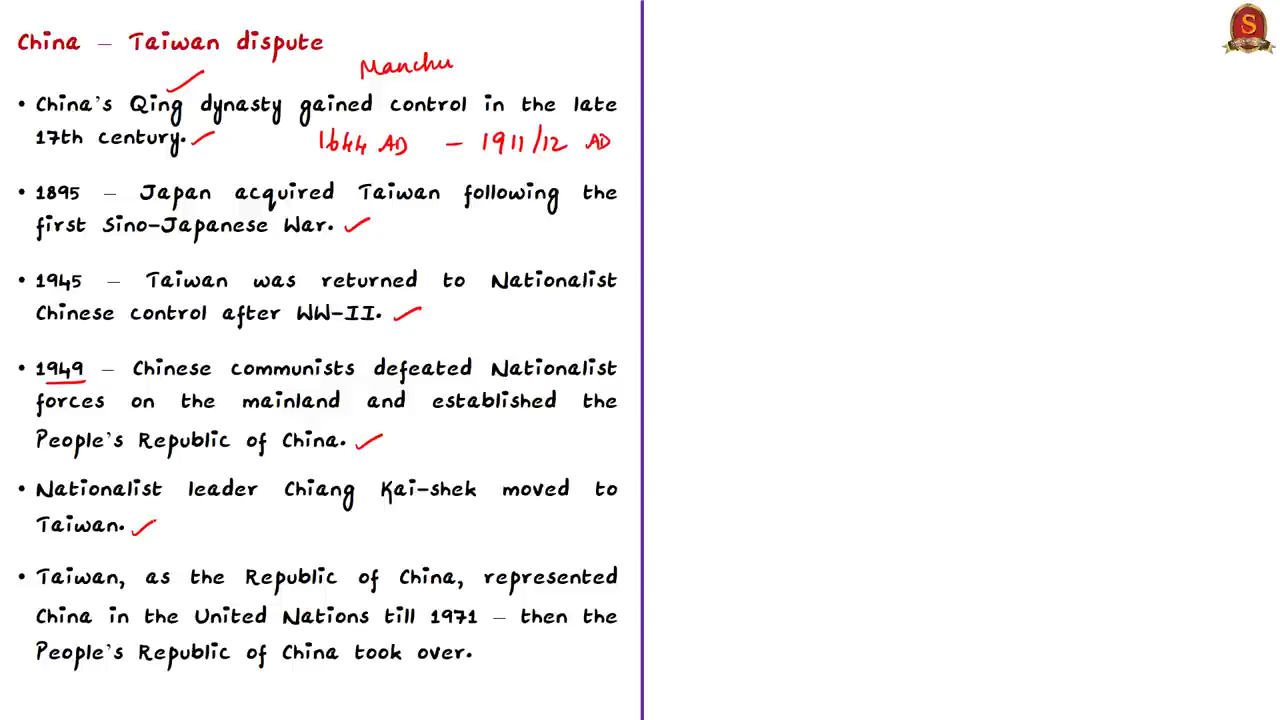 China – Taiwan dispute
Manchu
• China's Qing dynasty gained control in the late
17th century.
1644 AD – 1911/12 AD
• 1895 – Japan acquired Taiwan following the
first Sino-Japanese War.
• 1945 – Taiwan was returned to Nationalist
Chinese control after WW-II.
• 1949 – Chinese communists defeated Nationalist
forces on the mainland and established the
People's Republic of China.
• Nationalist leader Chiang Kai-shek moved to
Taiwan.
• Taiwan, as the Republic of China, represented
China in the United Nations till 1971 – then the
People's Republic of China took over.
S